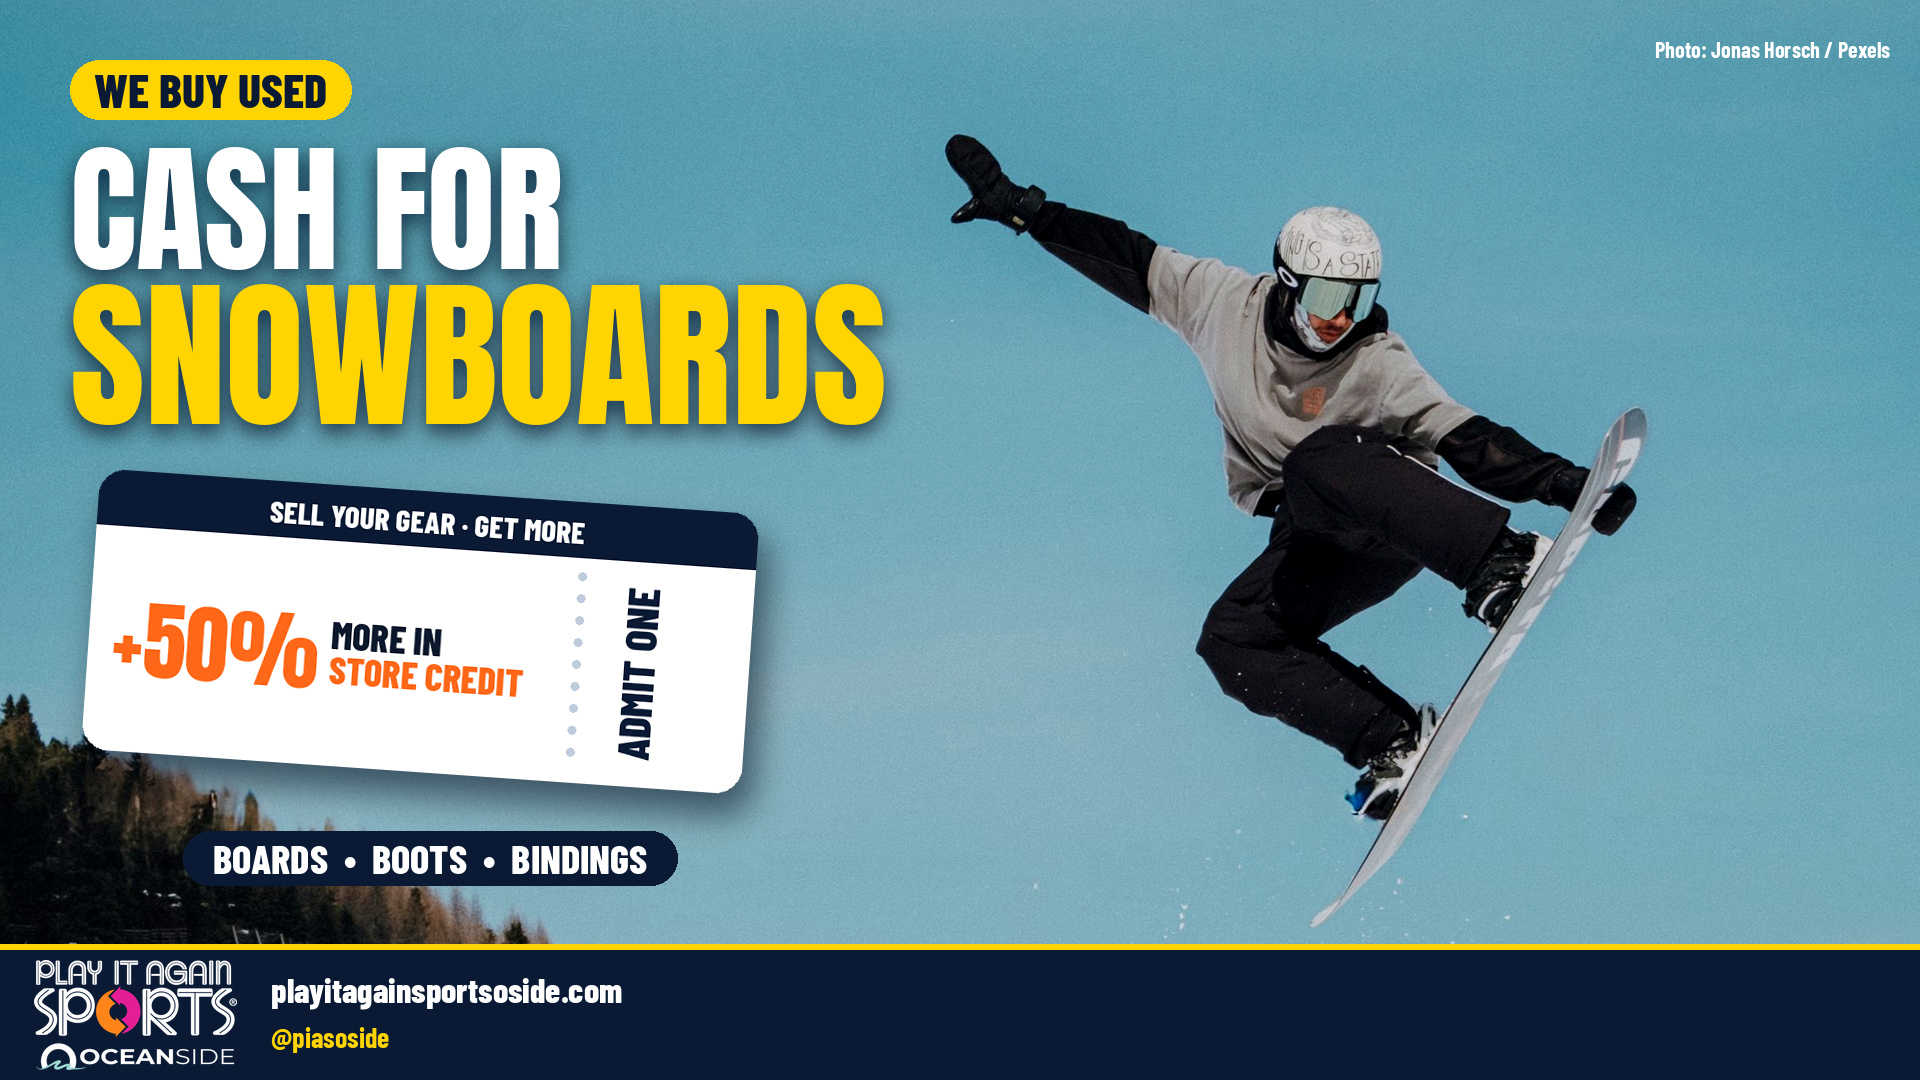 Photo: Jonas Horsch / Pexels
WE BUY USED
CASH FOR
SNOWBOARDS
SELL YOUR GEAR · GET MORE
+50% MORE IN
STORE CREDIT
ADMIT ONE
BOARDS • BOOTS • BINDINGS
PLAY IT AGAIN
SPORTS®
OCEANSIDE
playitagainsportsoside.com
@piasoside